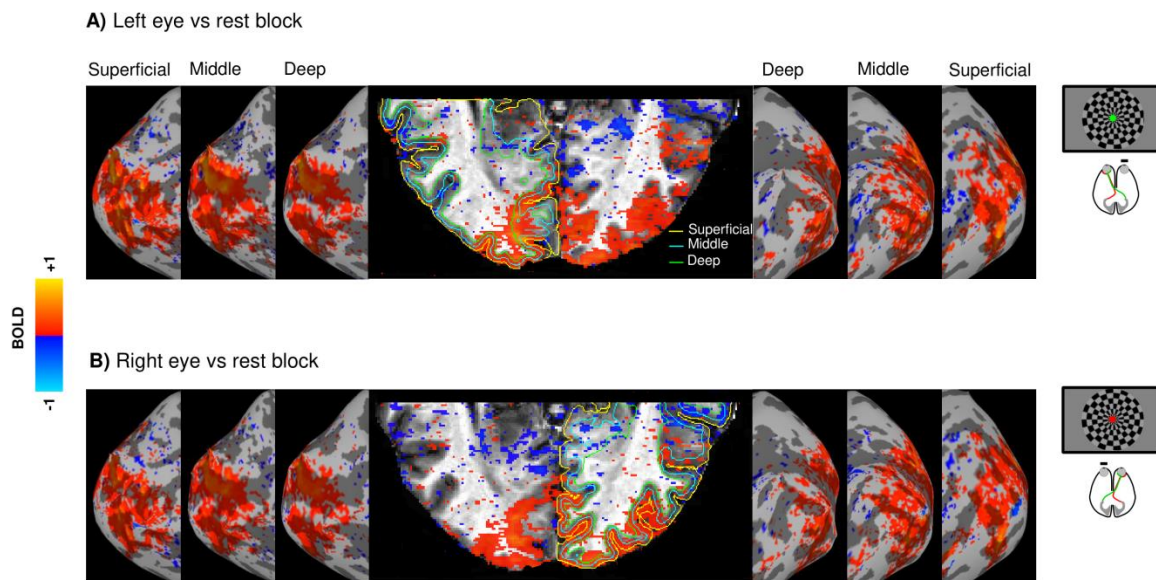 A) Left eye vs rest block
Superficial Middle Deep Deep Middle Superficial
Superficial
Middle
Deep
+1
BOLD
-1
B) Right eye vs rest block